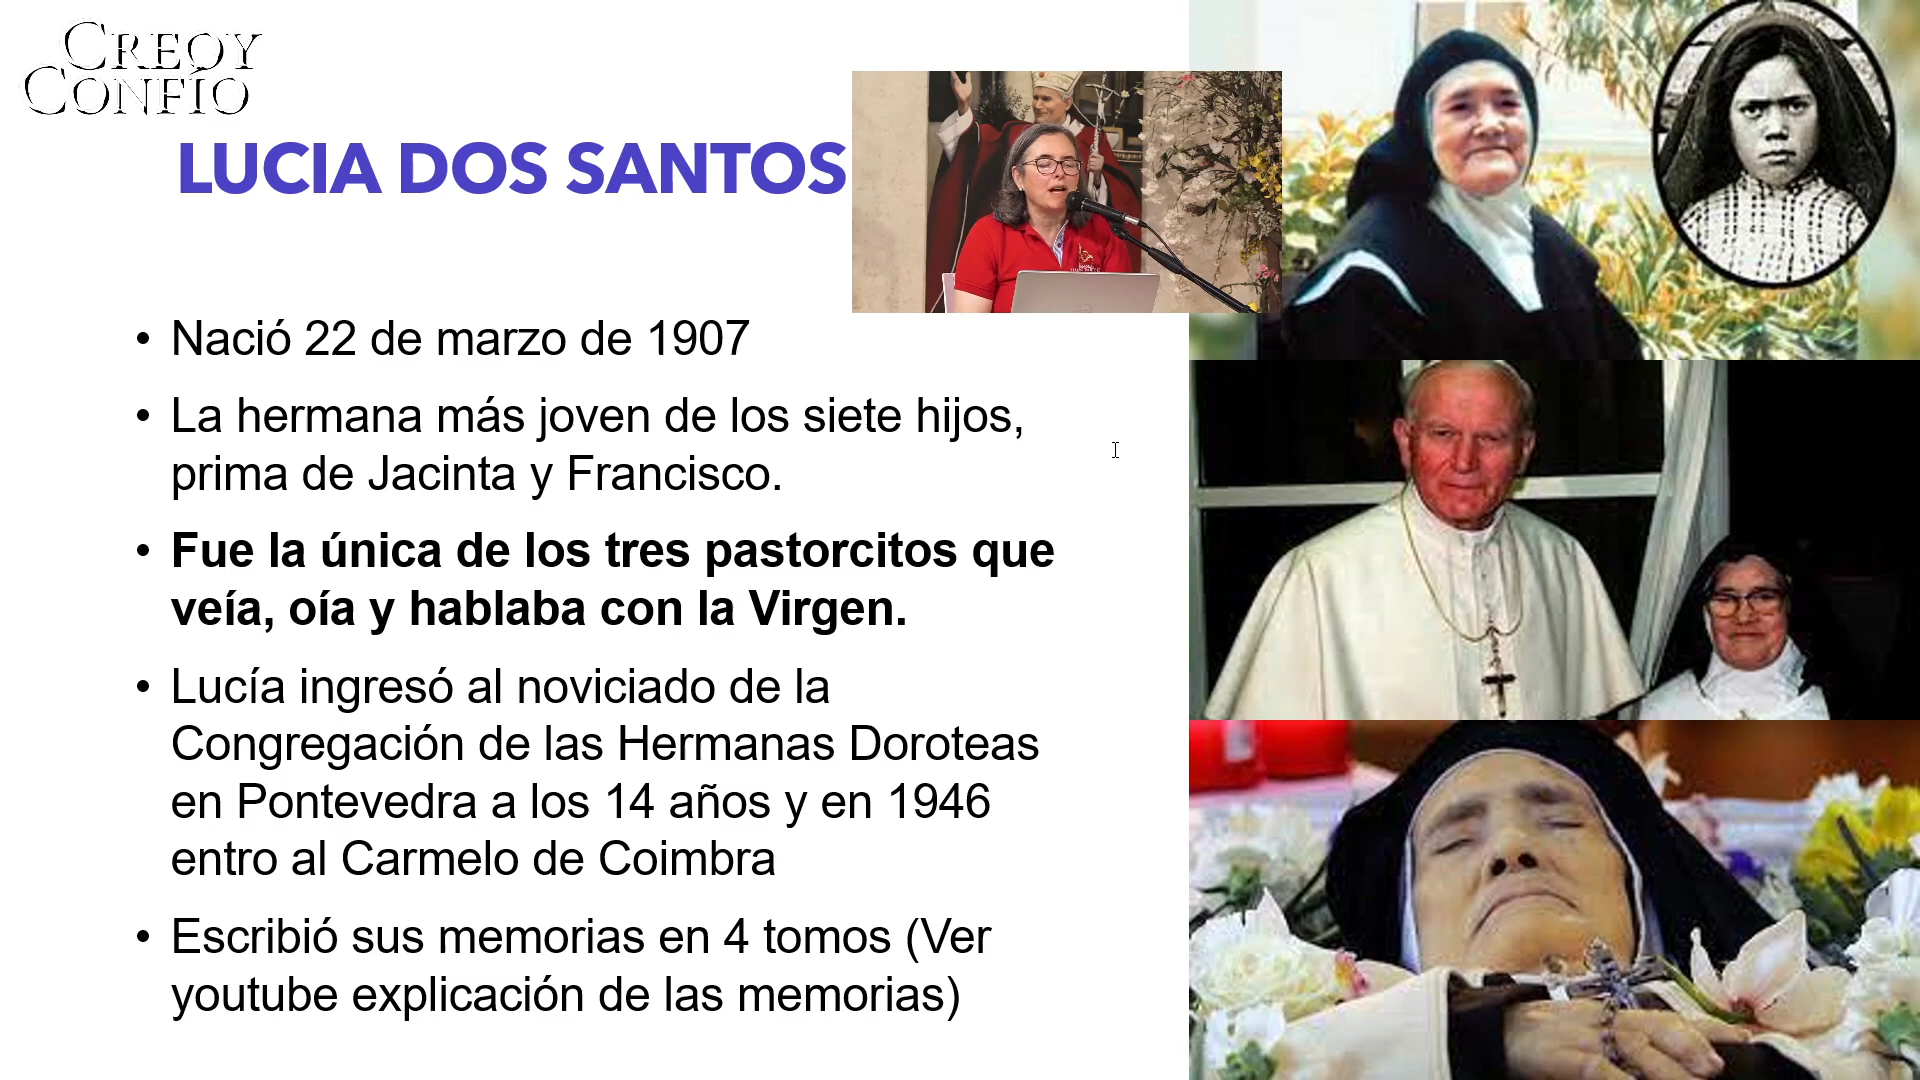 CREO Y
CONFÍO
LUCIA DOS SANTOS
• Nació 22 de marzo de 1907
• La hermana más joven de los siete hijos,
prima de Jacinta y Francisco.
• Fue la única de los tres pastorcitos que
veía, oía y hablaba con la Virgen.
• Lucía ingresó al noviciado de la
Congregación de las Hermanas Doroteas
en Pontevedra a los 14 años y en 1946
entro al Carmelo de Coimbra
• Escribió sus memorias en 4 tomos (Ver
youtube explicación de las memorias)